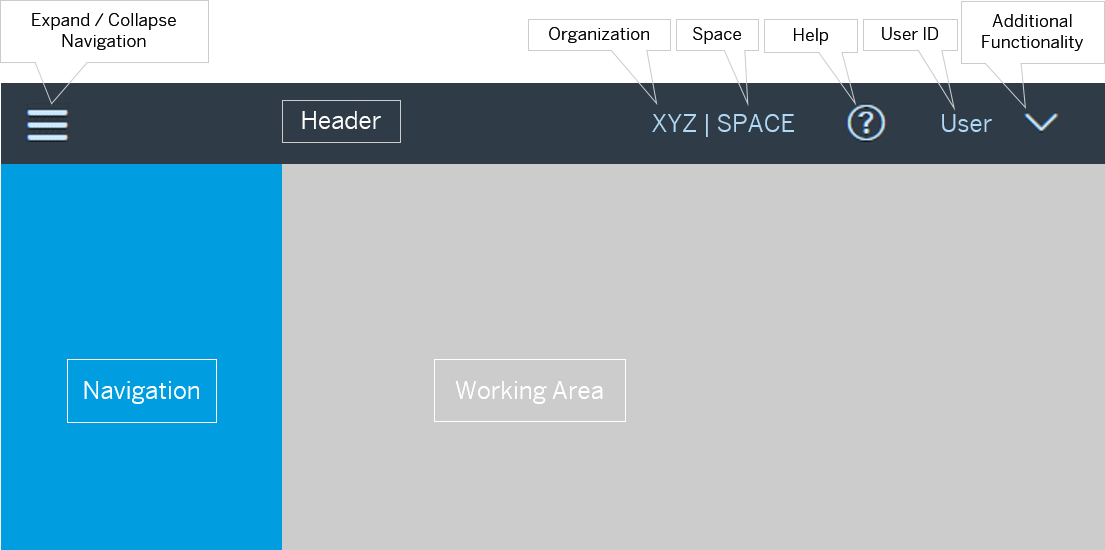 Expand / Collapse
Navigation
Organization
Space
Help
User ID
Additional
Functionality
Header
XYZ | SPACE
?
User
Navigation
Working Area